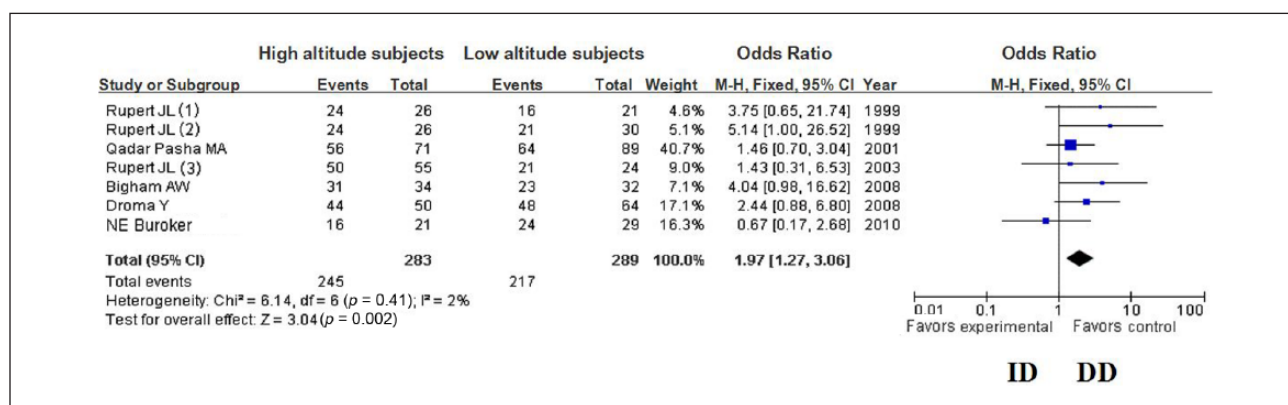 High altitude subjects Low altitude subjects Odds Ratio Odds Ratio
Study or Subgroup Events Total Events Total Weight M-H, Fixed, 95% CI Year M-H, Fixed, 95% CI
Rupert JL (1) 24 26 16 21 4.6% 3.75 [0.65, 21.74] 1999
Rupert JL (2) 24 26 21 30 5.1% 5.14 [1.00, 26.52] 1999
Qadar Pasha MA 56 71 64 89 40.7% 1.46 [0.70, 3.04] 2001
Rupert JL (3) 50 55 21 24 9.0% 1.43 [0.31, 6.53] 2003
Bigham AW 31 34 23 32 7.1% 4.04 [0.98, 16.62] 2008
Droma Y 44 50 48 64 17.1% 2.44 [0.88, 6.80] 2008
NE Buroker 16 21 24 29 16.3% 0.67 [0.17, 2.68] 2010
Total (95% CI) 283 289 100.0% 1.97 [1.27, 3.06]
Total events 245 217
Heterogeneity: Chi² = 6.14, df = 6 (p = 0.41); I² = 2%
Test for overall effect: Z = 3.04 (p = 0.002)
0.01 0.1 1 10 100
Favors experimental Favors control
ID DD